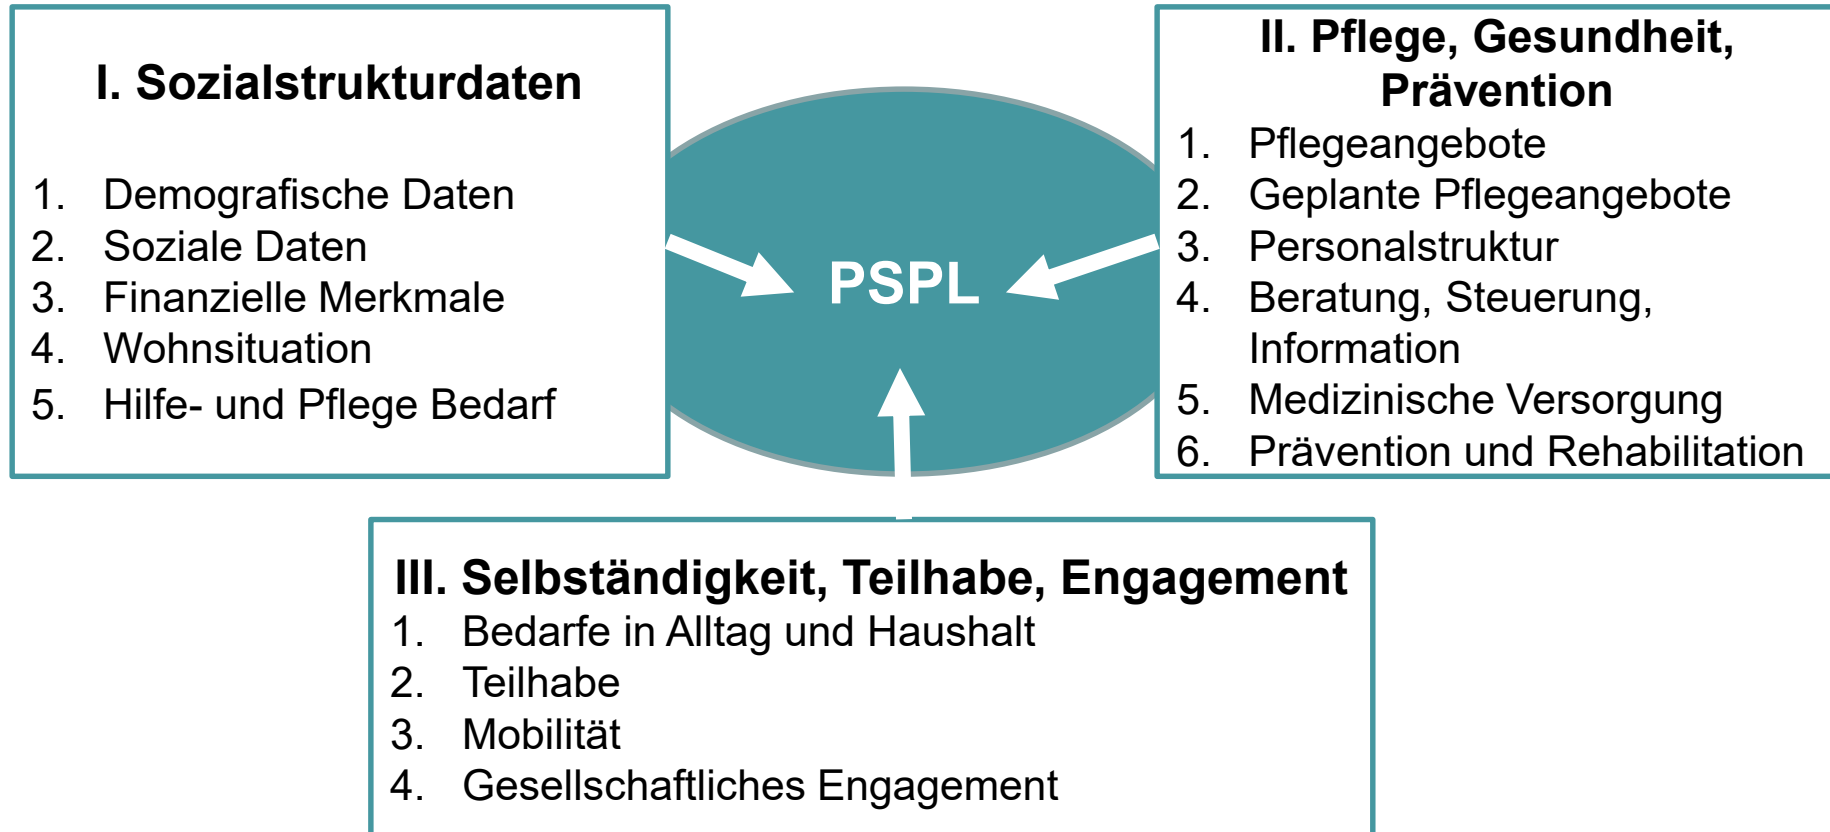 I. Sozialstrukturdaten
1. Demografische Daten
2. Soziale Daten
3. Finanzielle Merkmale
4. Wohnsituation
5. Hilfe- und Pflege Bedarf
PSPL
II. Pflege, Gesundheit,
Prävention
1. Pflegeangebote
2. Geplante Pflegeangebote
3. Personalstruktur
4. Beratung, Steuerung,
Information
5. Medizinische Versorgung
6. Prävention und Rehabilitation
III. Selbständigkeit, Teilhabe, Engagement
1. Bedarfe in Alltag und Haushalt
2. Teilhabe
3. Mobilität
4. Gesellschaftliches Engagement